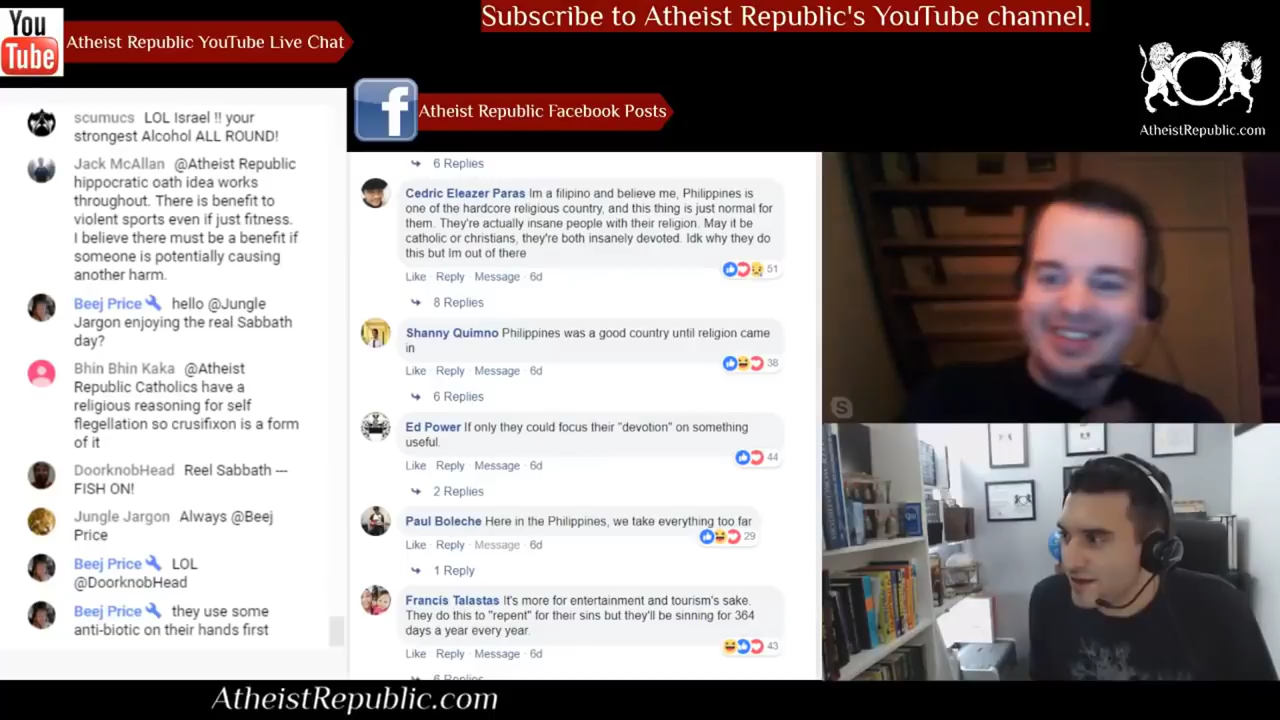 Subscribe to Atheist Republic's YouTube channel.
You
Tube
Atheist Republic YouTube Live Chat
AtheistRepublic.com
f
Atheist Republic Facebook Posts
scumucs LOL Israel !! your
strongest Alcohol ALL ROUND!
Jack McAllan @Atheist Republic
hippocratic oath idea works
throughout. There is benefit to
violent sports even if just fitness.
I believe there must be a benefit if
someone is potentially causing
another harm.
Beej Price hello @Jungle
Jargon enjoying the real Sabbath
day?
Bhin Bhin Kaka @Atheist
Republic Catholics have a
religious reasoning for self
flegellation so crusifixon is a form
of it
DoorknobHead Reel Sabbath ---
FISH ON!
Jungle Jargon Always @Beej
Price
Beej Price LOL
@DoorknobHead
Beej Price they use some
anti-biotic on their hands first
6 Replies
Cedric Eleazer Paras Im a filipino and believe me, Philippines is
one of the hardcore religious country, and this thing is just normal for
them. They're actually insane people with their religion. May it be
catholic or christians, they're both insanely devoted. Idk why they do
this but Im out of there
51
Like · Reply · Message · 6d
8 Replies
Shanny Quimno Philippines was a good country until religion came
in
38
Like · Reply · Message · 6d
6 Replies
Ed Power If only they could focus their "devotion" on something
useful.
44
Like · Reply · Message · 6d
2 Replies
Paul Boleche Here in the Philippines, we take everything too far
29
Like · Reply · Message · 6d
1 Reply
Francis Talastas It's more for entertainment and tourism's sake.
They do this to "repent" for their sins but they'll be sinning for 364
days a year every year.
43
Like · Reply · Message · 6d
6 Replies
AtheistRepublic.com